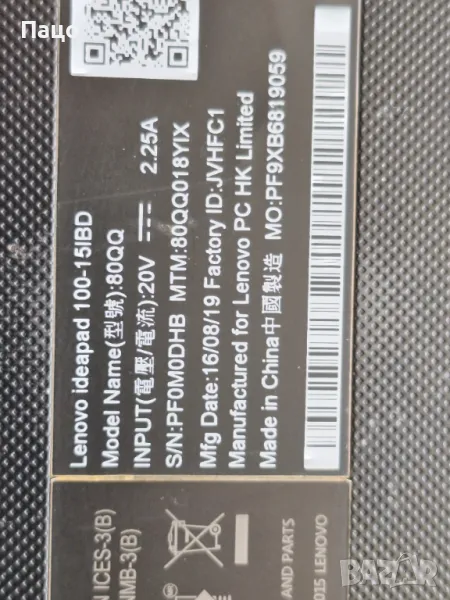 Пацо
Lenovo ideapad 100-15IBD
Model Name(型號):80QQ
INPUT(電壓/電流):20V 2.25A
S/N:PF0M0DHB MTM:80QQ018YIX
Mfg Date:16/08/19 Factory ID:JVHFC1
Manufactured for Lenovo PC HK Limited
Made in China中國製造 MO:PF9XB6819059
ICES-3(B)
NMB-3(B)
AND PARTS
LENOVO
bazar